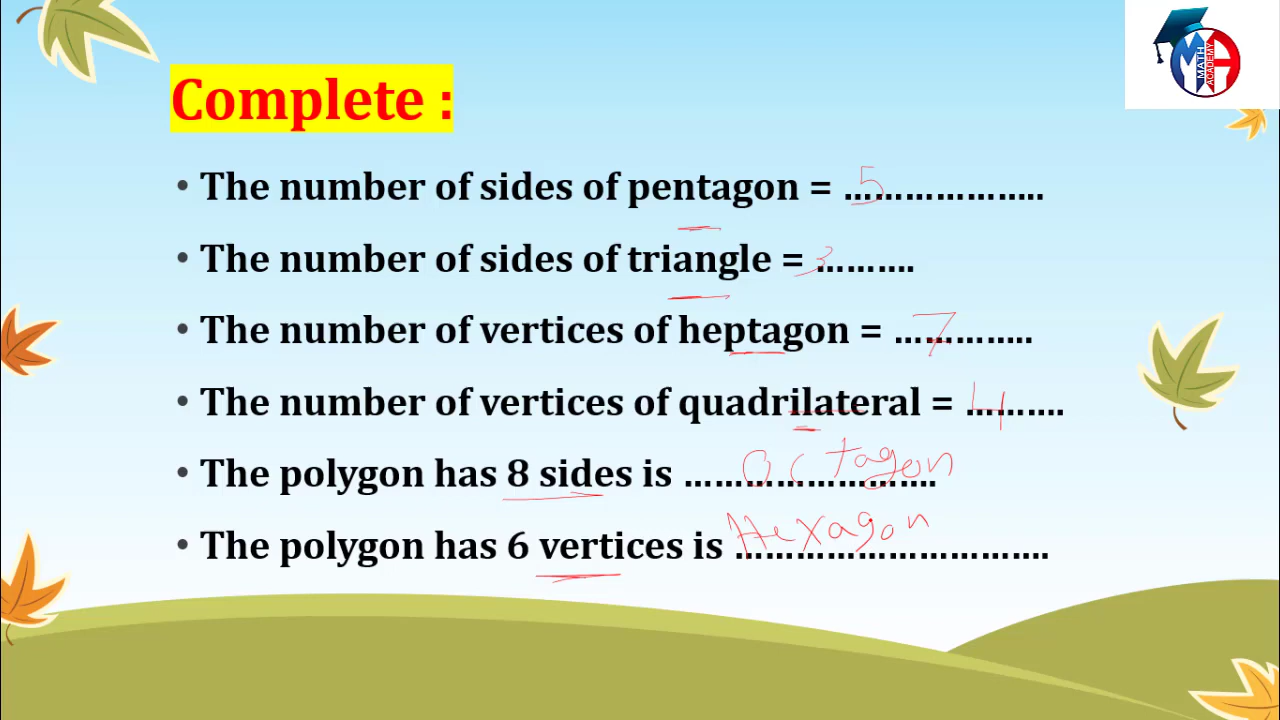 MATH ACADEMY
Complete :
• The number of sides of pentagon = ...5....................
• The number of sides of triangle = 3..........
• The number of vertices of heptagon = ....7..........
• The number of vertices of quadrilateral = 4..........
• The polygon has 8 sides is ....Octagon....
• The polygon has 6 vertices is Hexagon..............